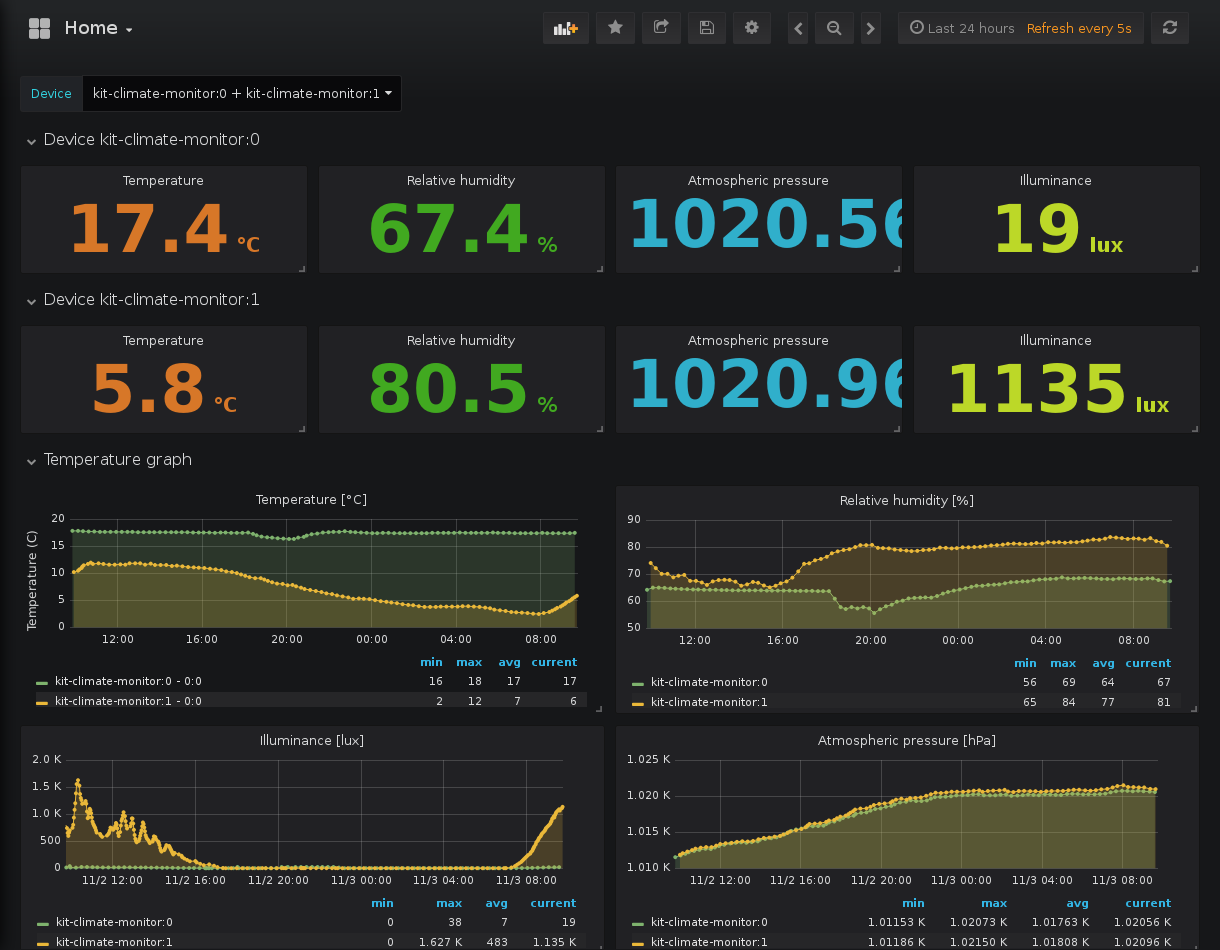 Home
Last 24 hours Refresh every 5s
Device kit-climate-monitor:0 + kit-climate-monitor:1
Device kit-climate-monitor:0
Temperature Relative humidity Atmospheric pressure Illuminance
17.4 °C 67.4 % 1020.56 19 lux
Device kit-climate-monitor:1
Temperature Relative humidity Atmospheric pressure Illuminance
5.8 °C 80.5 % 1020.96 1135 lux
Temperature graph
Temperature [°C]
Temperature (C)
20
15
10
5
0
12:00 16:00 20:00 00:00 04:00 08:00
min max avg current
kit-climate-monitor:0 - 0:0 16 18 17 17
kit-climate-monitor:1 - 0:0 2 12 7 6
Relative humidity [%]
90
80
70
60
50
12:00 16:00 20:00 00:00 04:00 08:00
min max avg current
kit-climate-monitor:0 56 69 64 67
kit-climate-monitor:1 65 84 77 81
Illuminance [lux]
2.0 K
1.5 K
1.0 K
500
0
11/2 12:00 11/2 16:00 11/2 20:00 11/3 00:00 11/3 04:00 11/3 08:00
min max avg current
kit-climate-monitor:0 0 38 7 19
kit-climate-monitor:1 0 1.627 K 483 1.135 K
Atmospheric pressure [hPa]
1.025 K
1.020 K
1.015 K
1.010 K
11/2 12:00 11/2 16:00 11/2 20:00 11/3 00:00 11/3 04:00 11/3 08:00
min max avg current
kit-climate-monitor:0 1.01153 K 1.02073 K 1.01763 K 1.02056 K
kit-climate-monitor:1 1.01186 K 1.02150 K 1.01808 K 1.02096 K